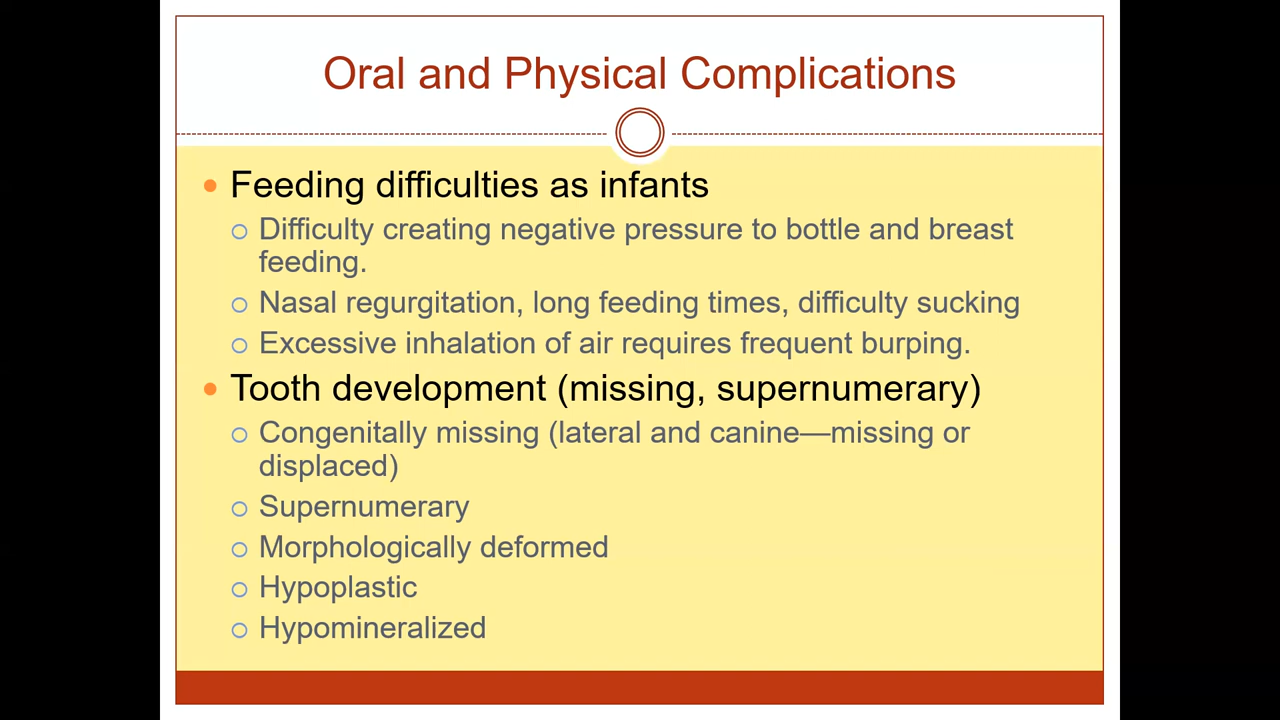 Oral and Physical Complications
Feeding difficulties as infants
Difficulty creating negative pressure to bottle and breast
feeding.
Nasal regurgitation, long feeding times, difficulty sucking
Excessive inhalation of air requires frequent burping.
Tooth development (missing, supernumerary)
Congenitally missing (lateral and canine—missing or
displaced)
Supernumerary
Morphologically deformed
Hypoplastic
Hypomineralized